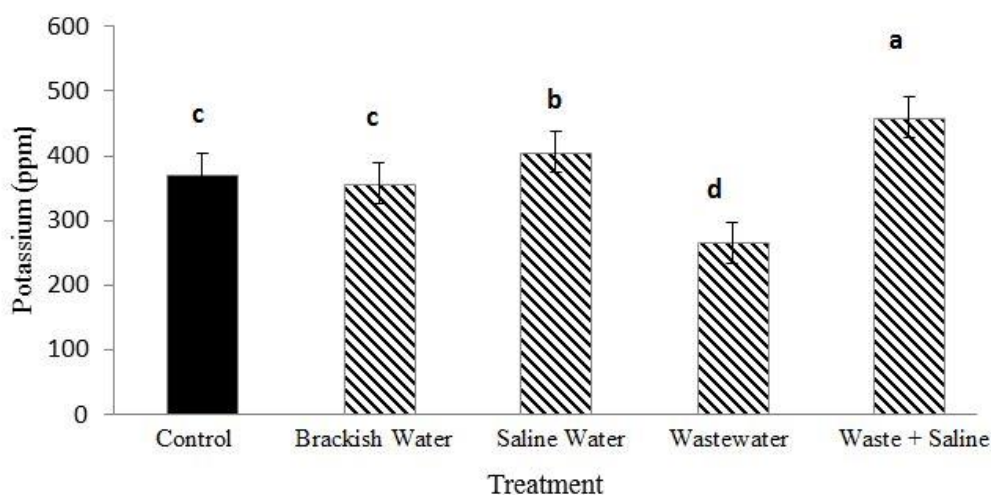 600
500
400
300
200
100
0
Potassium (ppm)
c
c
b
d
a
Control
Brackish Water
Saline Water
Wastewater
Waste + Saline
Treatment